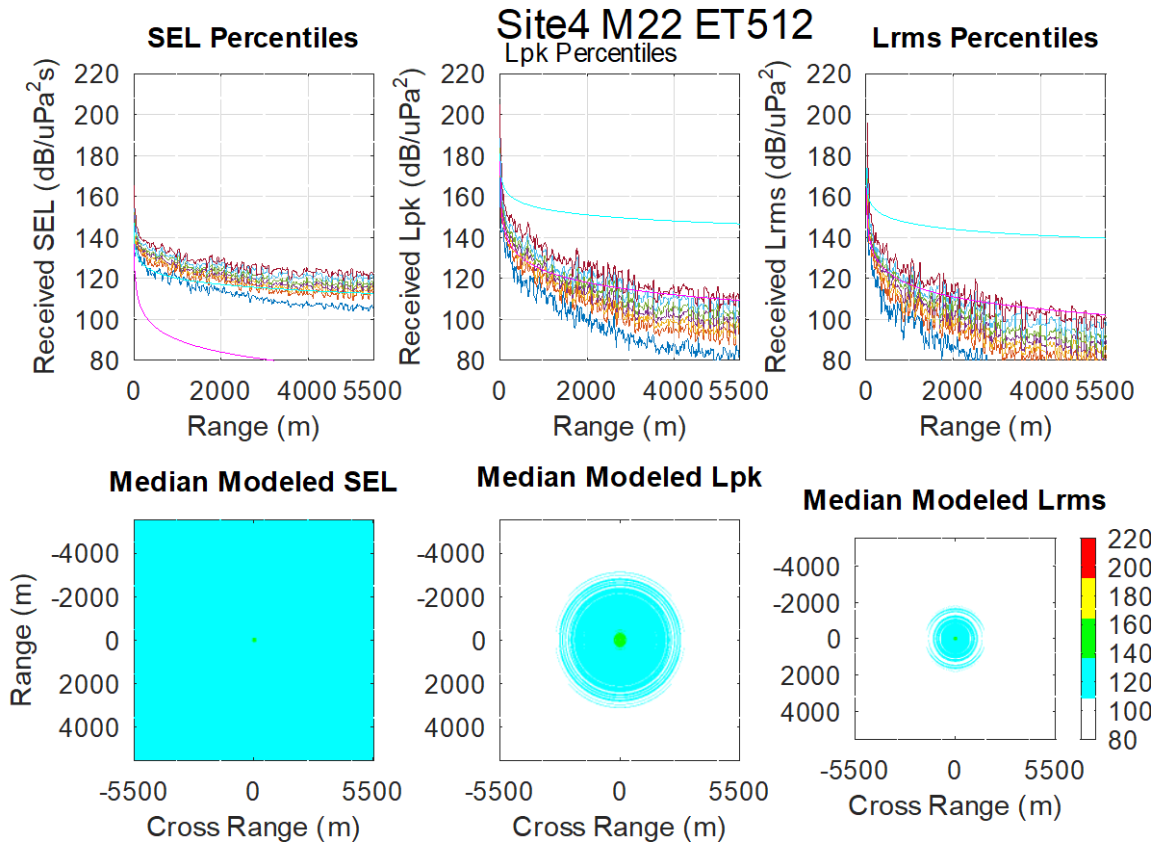 Site4 M22 ET512
SEL Percentiles
Lpk Percentiles
Lrms Percentiles
Received SEL (dB/uPa²s)
220
200
180
160
140
120
100
80
0 2000 4000 5500
Range (m)
Received Lpk (dB/uPa²)
220
200
180
160
140
120
100
80
0 2000 4000 5500
Range (m)
Received Lrms (dB/uPa²)
220
200
180
160
140
120
100
80
0 2000 4000 5500
Range (m)
Median Modeled SEL
Range (m)
-4000
-2000
0
2000
4000
-5500 0 5500
Cross Range (m)
Median Modeled Lpk
-4000
-2000
0
2000
4000
-5500 0 5500
Cross Range (m)
Median Modeled Lrms
-4000
-2000
0
2000
4000
-5500 0 5500
Cross Range (m)
220
200
180
160
140
120
100
80